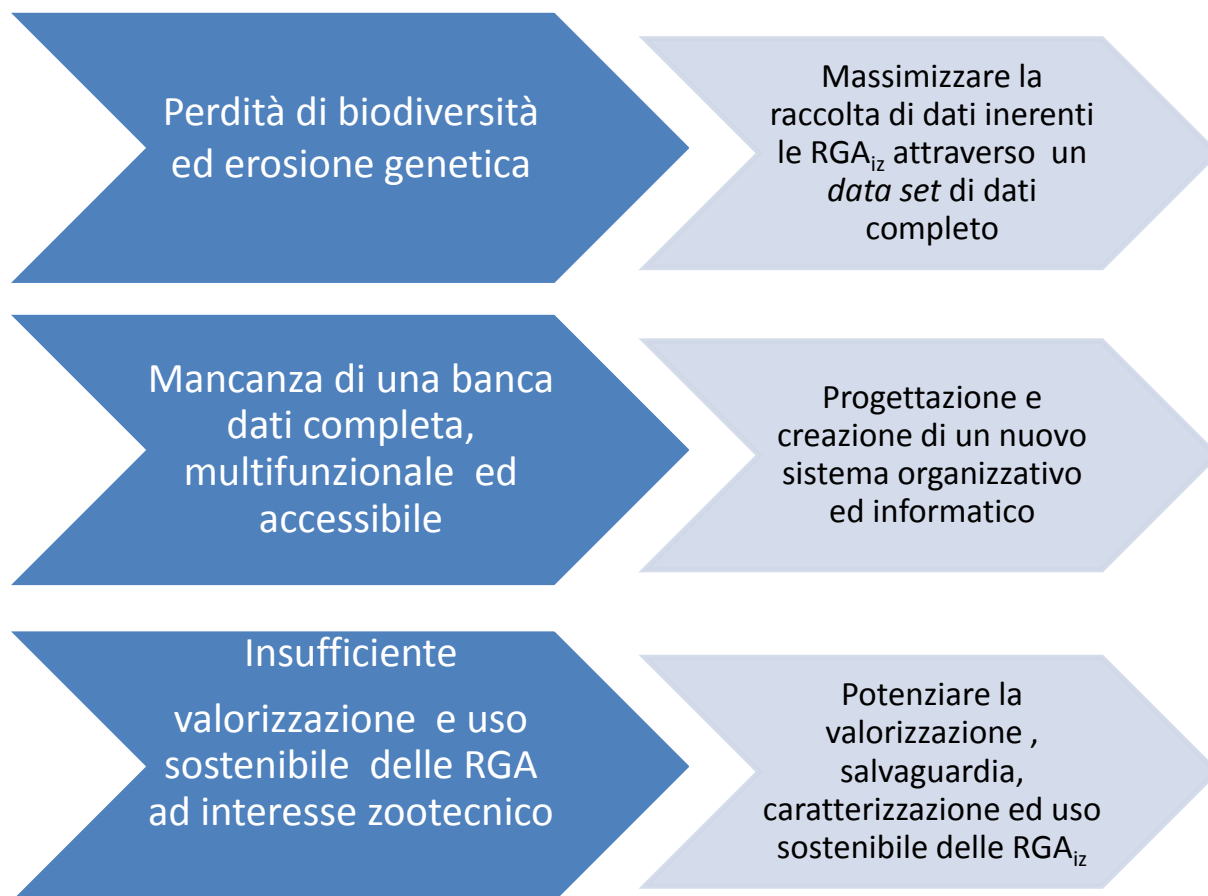 Perdità di biodiversità
ed erosione genetica
Massimizzare la
raccolta di dati inerenti
le RGAiz attraverso un
data set di dati
completo
Mancanza di una banca
dati completa,
multifunzionale ed
accessibile
Progettazione e
creazione di un nuovo
sistema organizzativo
ed informatico
Insufficiente
valorizzazione e uso
sostenibile delle RGA
ad interesse zootecnico
Potenziare la
valorizzazione ,
salvaguardia,
caratterizzazione ed uso
sostenibile delle RGAiz